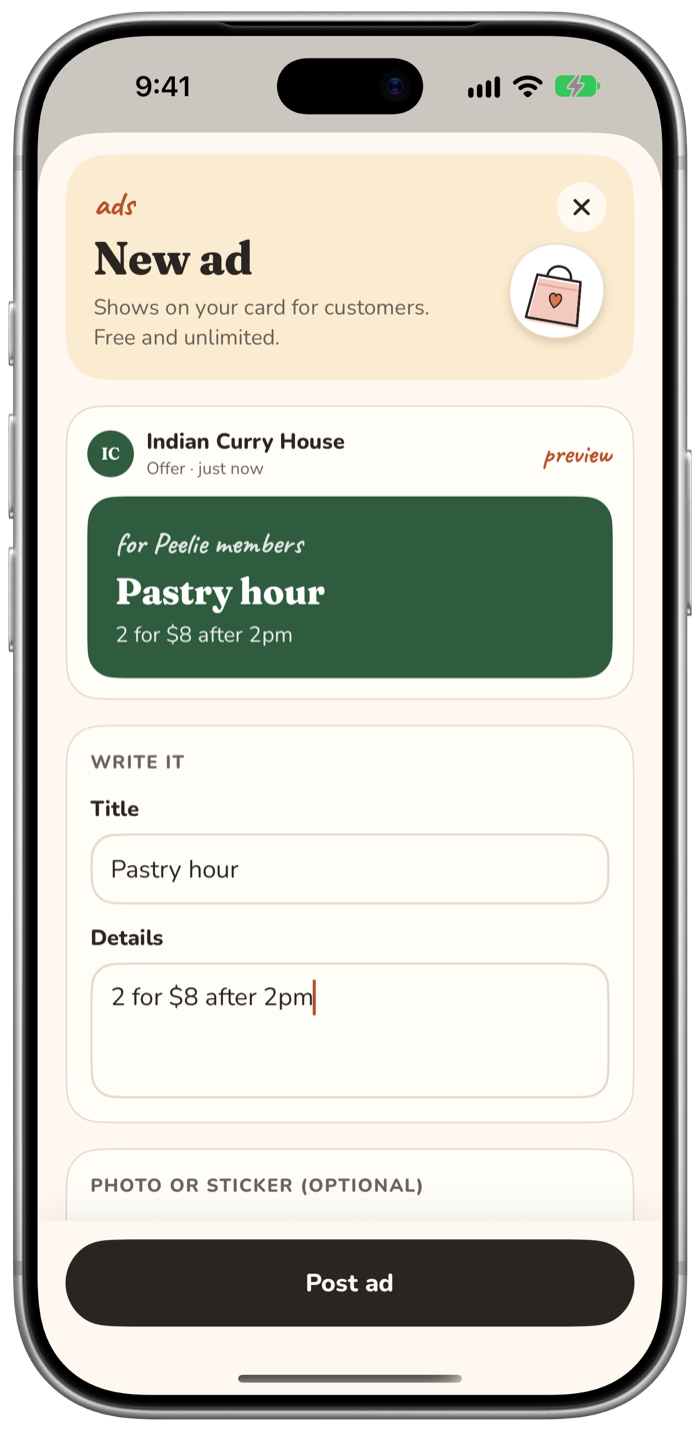 9:41
ads
New ad
Shows on your card for customers.
Free and unlimited.
IC
Indian Curry House
Offer · just now
preview
for Peelie members
Pastry hour
2 for $8 after 2pm
WRITE IT
Title
Pastry hour
Details
2 for $8 after 2pm
PHOTO OR STICKER (OPTIONAL)
Post ad